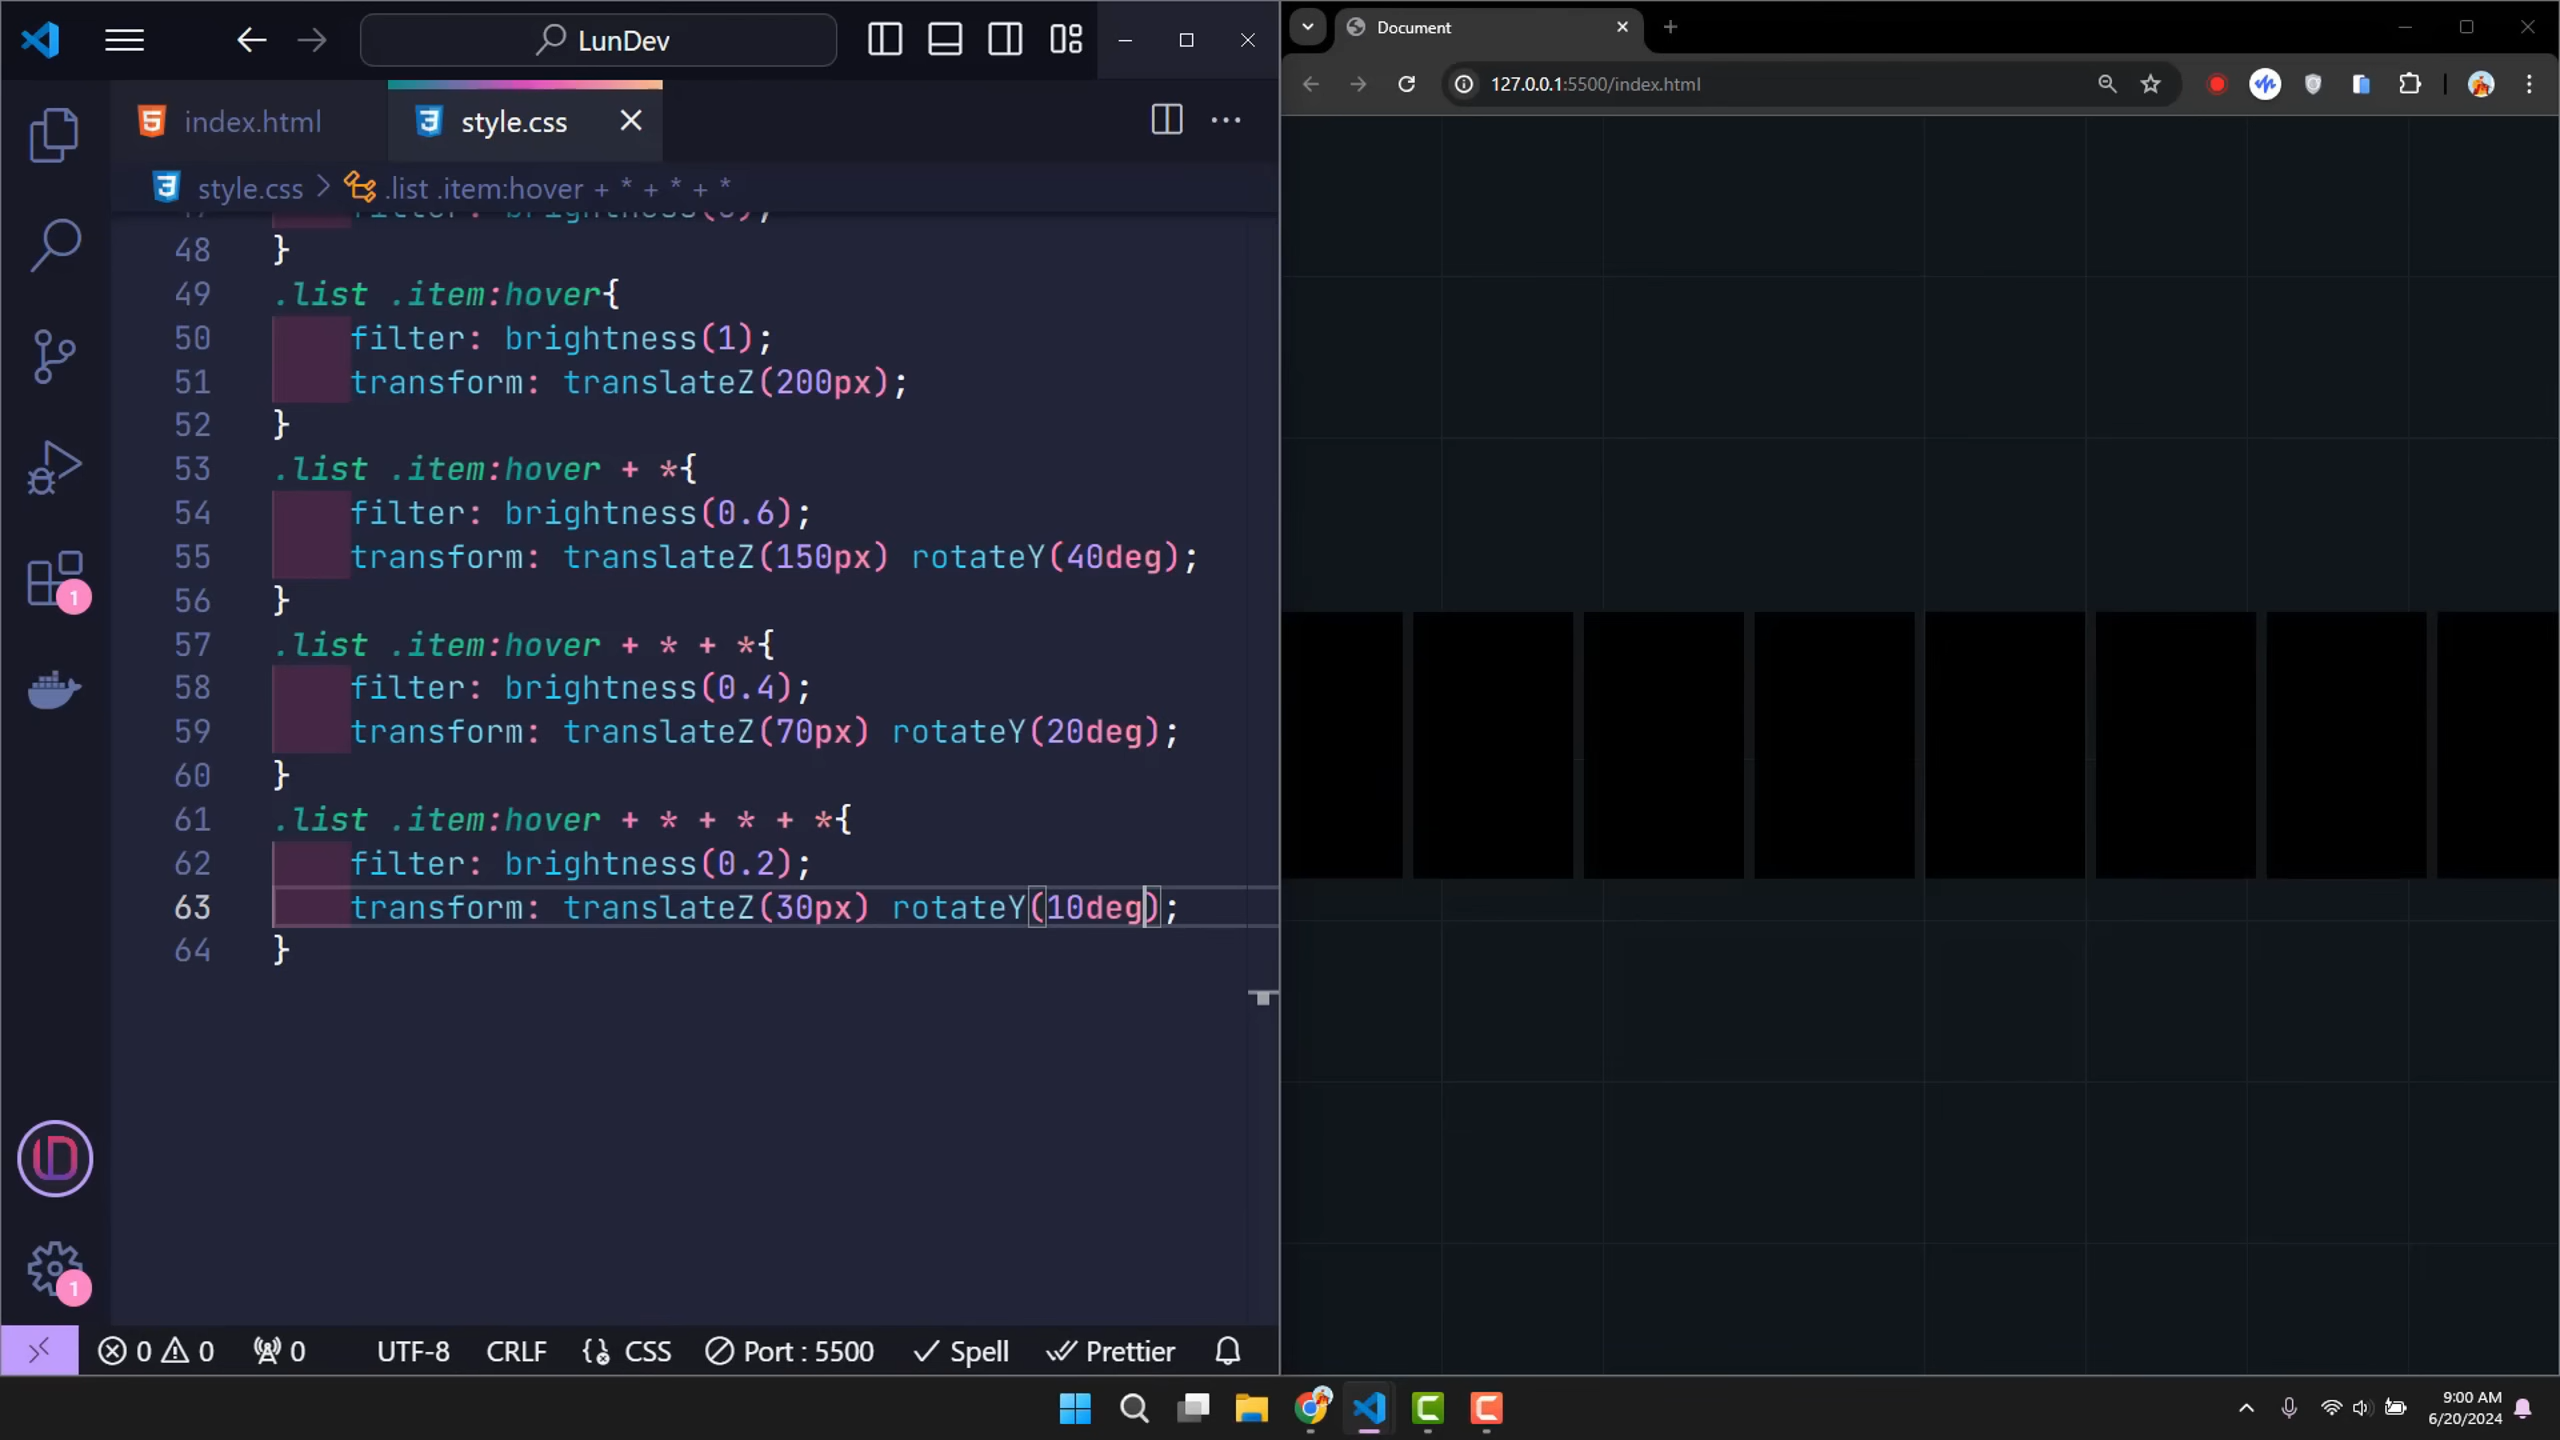 LunDev
index.html
style.css
style.css > .list .item:hover + * + * + *
48 }
49 .list .item:hover{
50 filter: brightness(1);
51 transform: translateZ(200px);
52 }
53 .list .item:hover + *{
54 filter: brightness(0.6);
55 transform: translateZ(150px) rotateY(40deg);
56 }
57 .list .item:hover + * + *{
58 filter: brightness(0.4);
59 transform: translateZ(70px) rotateY(20deg);
60 }
61 .list .item:hover + * + * + *{
62 filter: brightness(0.2);
63 transform: translateZ(30px) rotateY(10deg);
64 }
1
1
0 0 0 UTF-8 CRLF CSS Port : 5500 Spell Prettier
Document
127.0.0.1:5500/index.html
9:00 AM
6/20/2024